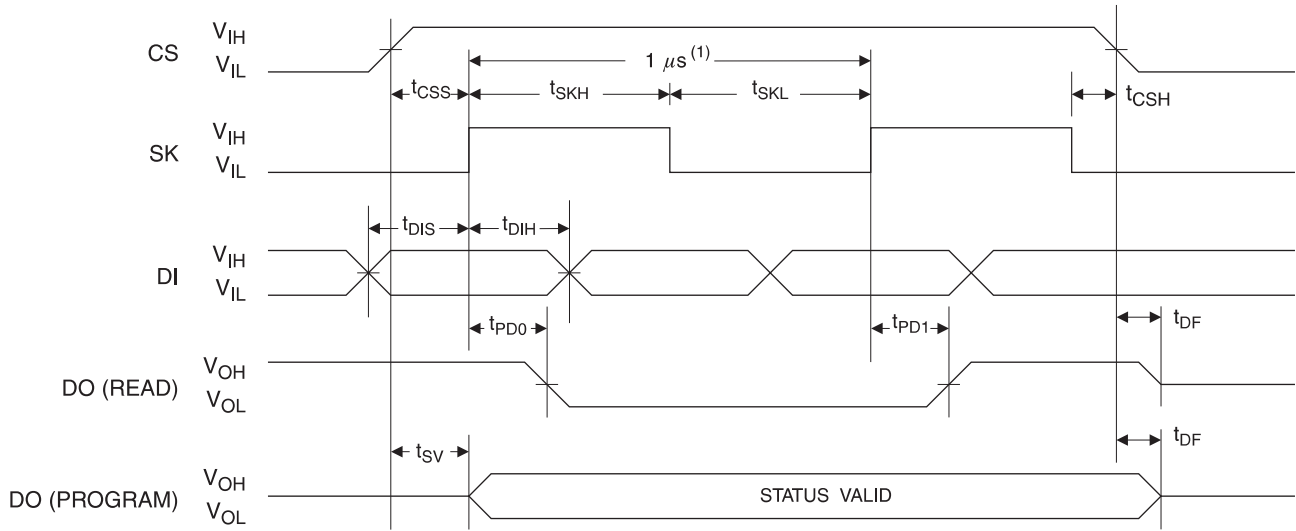 CS
V_IH
V_IL
1 μs (1)
t_CSS
t_SKH
t_SKL
t_CSH
SK
V_IH
V_IL
t_DIS
t_DIH
DI
V_IH
V_IL
t_PD0
t_PD1
t_DF
DO (READ)
V_OH
V_OL
t_SV
t_DF
DO (PROGRAM)
V_OH
V_OL
STATUS VALID